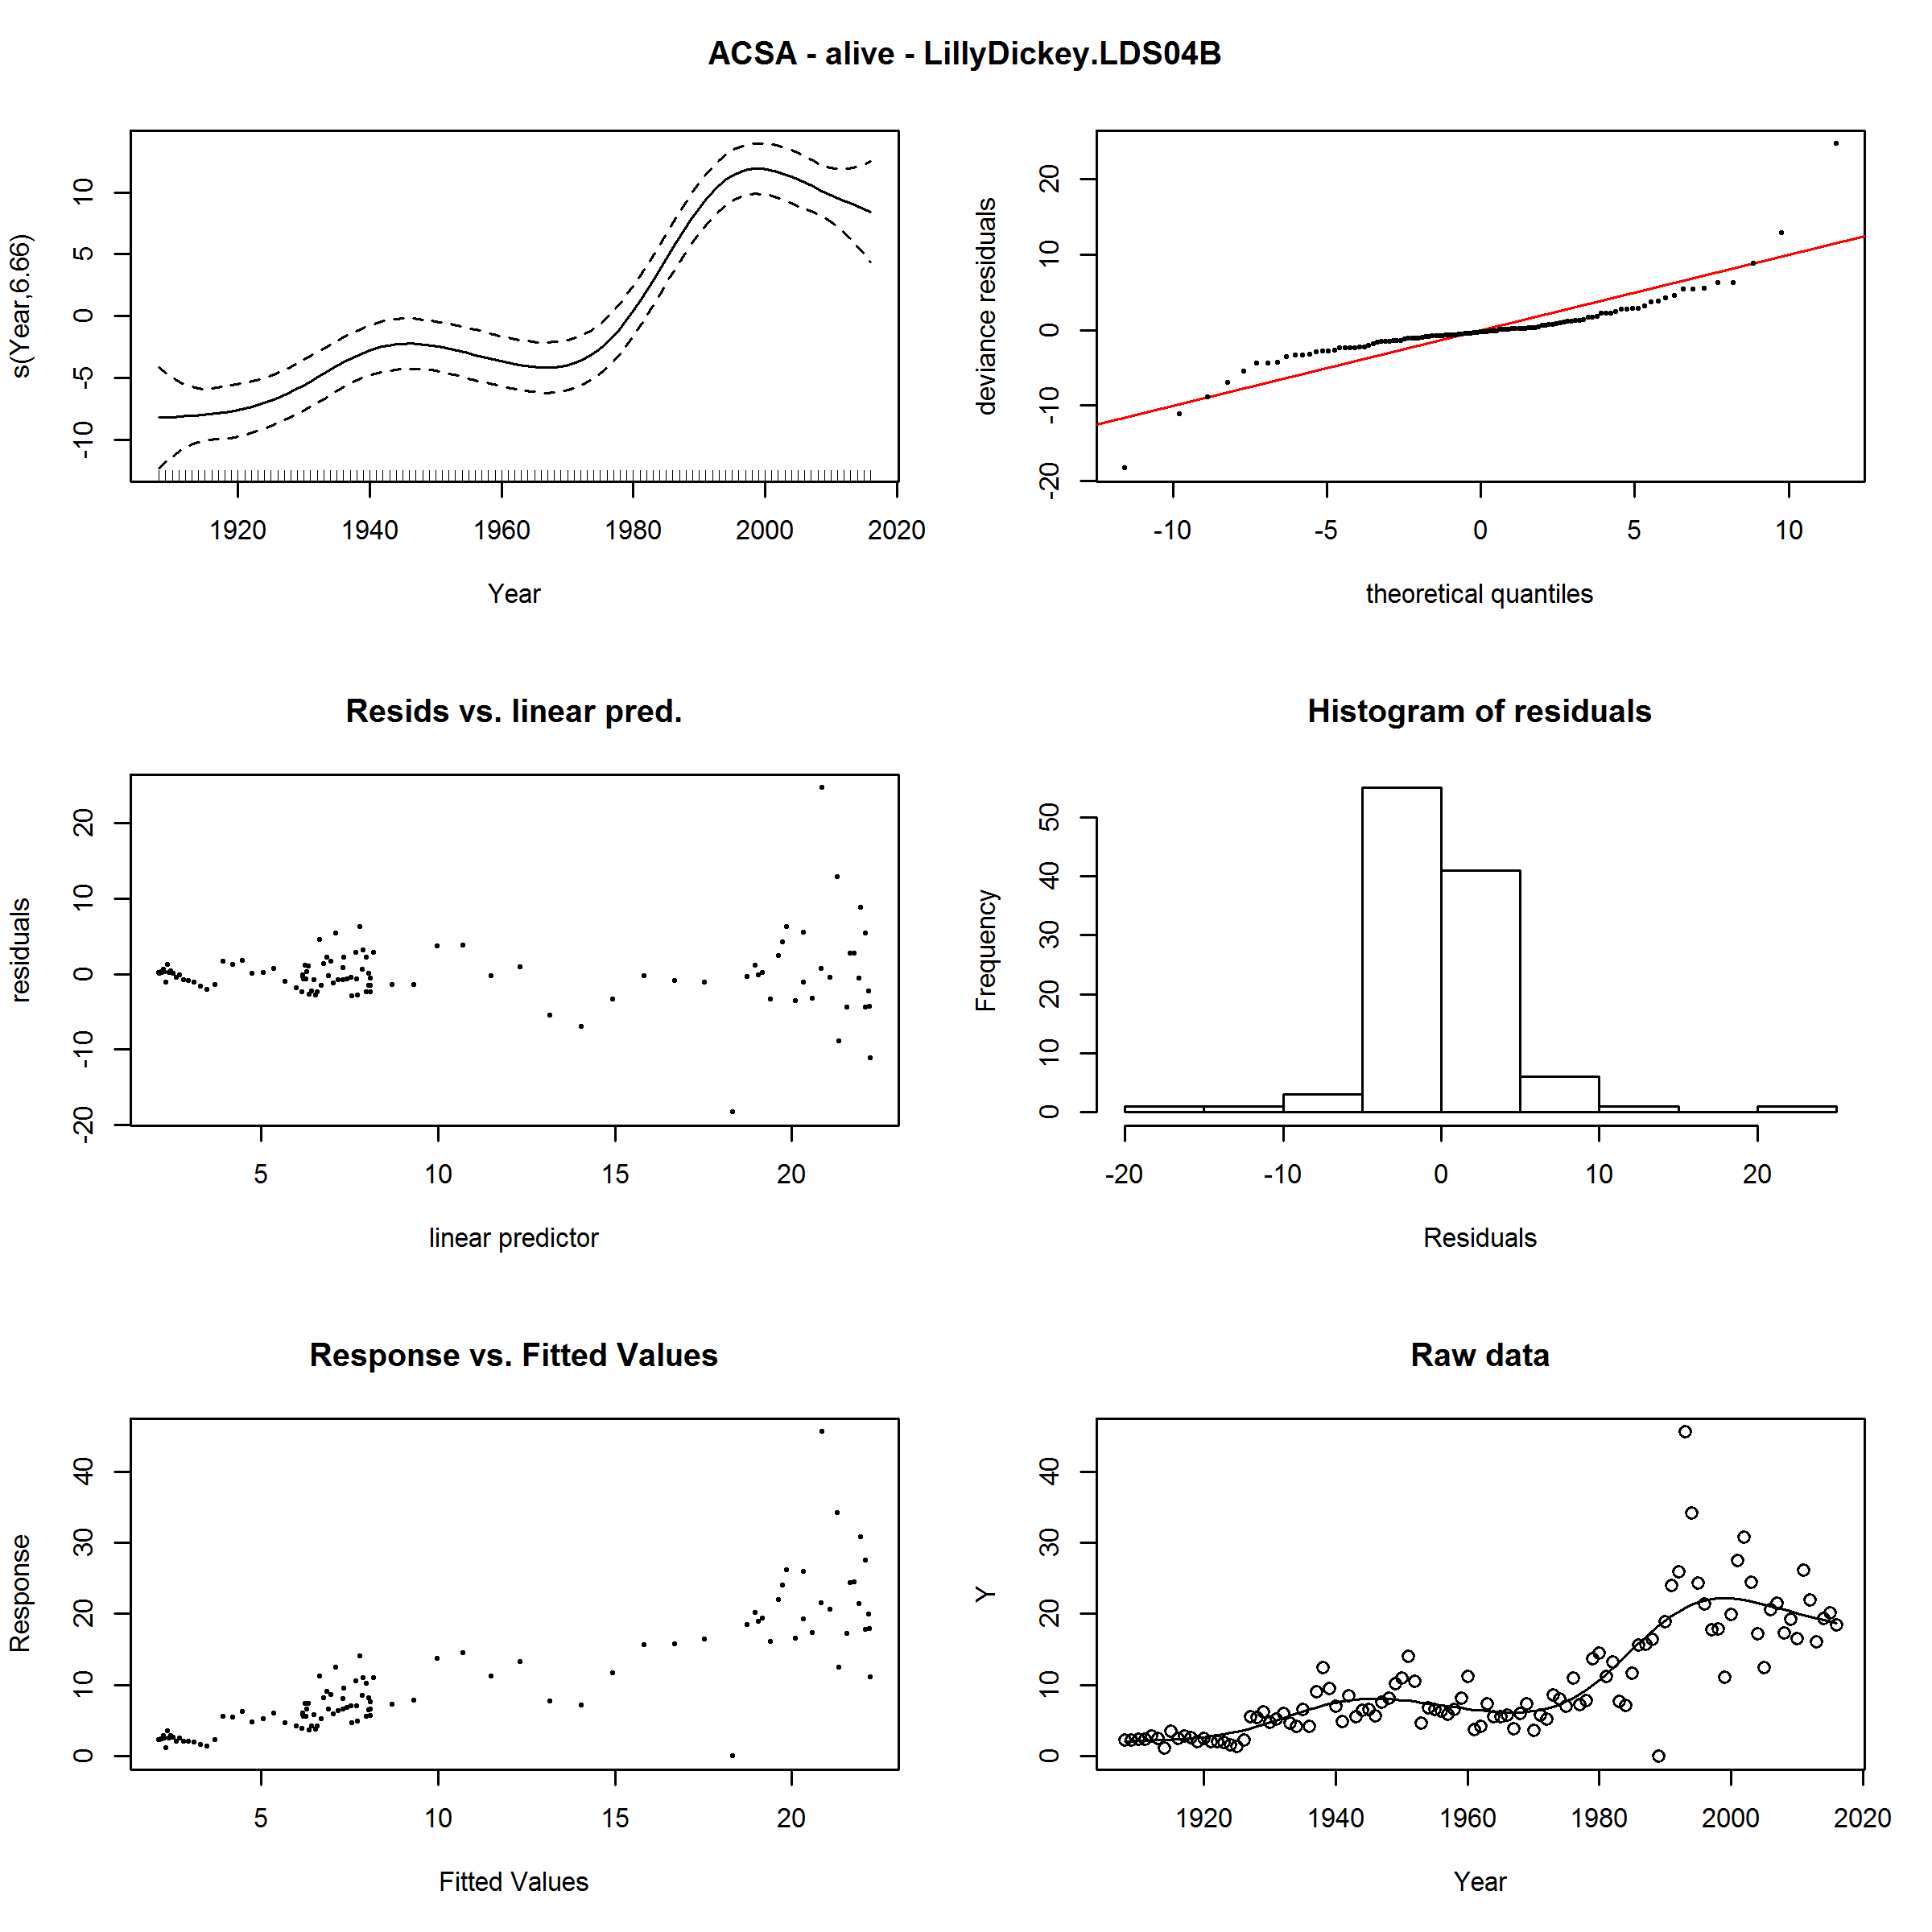 ACSA - alive - LillyDickey.LDS04B
s(Year,6.66)
-10 -5 0 5 10
1920 1940 1960 1980 2000 2020
Year
deviance residuals
-20 -10 0 10 20
-10 -5 0 5 10
theoretical quantiles
Resids vs. linear pred.
residuals
-20 -10 0 10 20
5 10 15 20
linear predictor
Histogram of residuals
Frequency
0 10 20 30 40 50
-20 -10 0 10 20
Residuals
Response vs. Fitted Values
Response
0 10 20 30 40
5 10 15 20
Fitted Values
Raw data
Y
0 10 20 30 40
1920 1940 1960 1980 2000 2020
Year